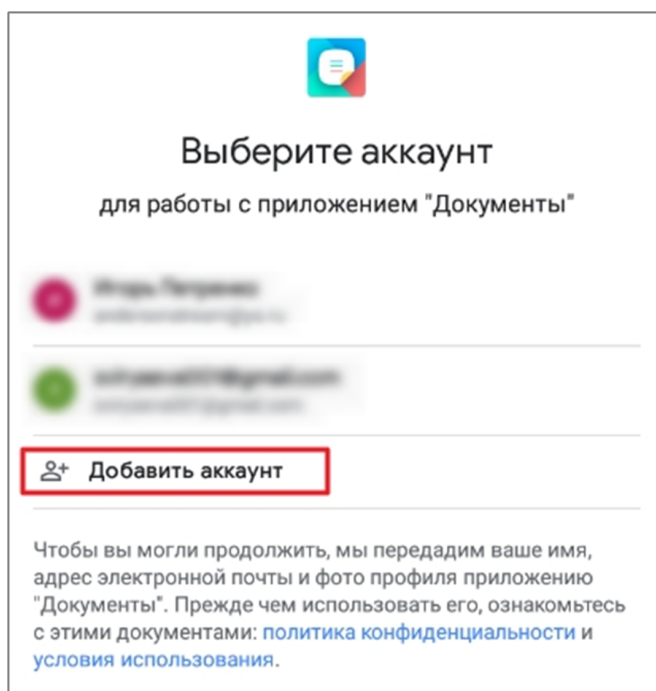 Выберите аккаунт
для работы с приложением "Документы"
Добавить аккаунт
Чтобы вы могли продолжить, мы передадим ваше имя,
адрес электронной почты и фото профиля приложению
"Документы". Прежде чем использовать его, ознакомьтесь
с этими документами: политика конфиденциальности и
условия использования.